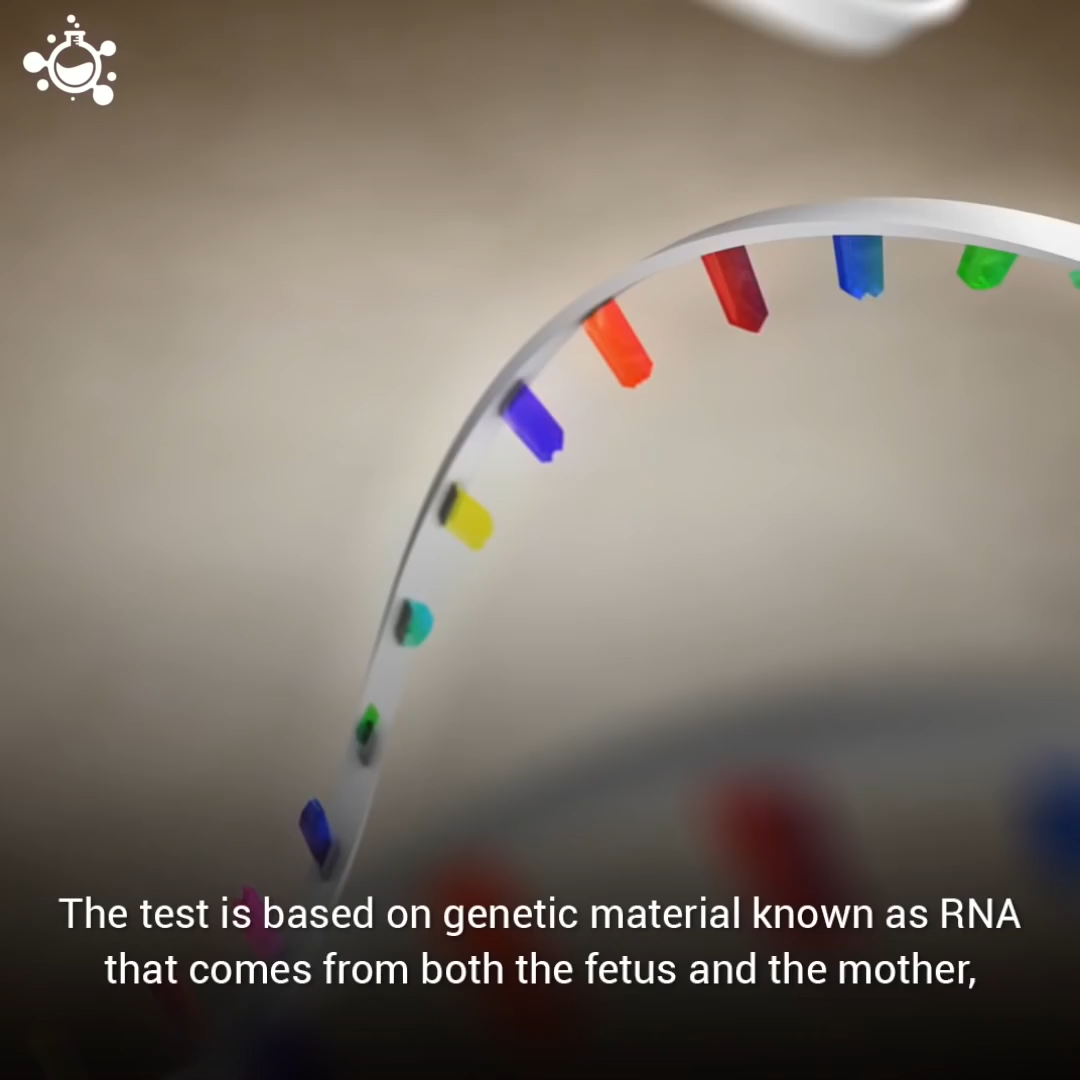 The test is based on genetic material known as RNA
that comes from both the fetus and the mother,